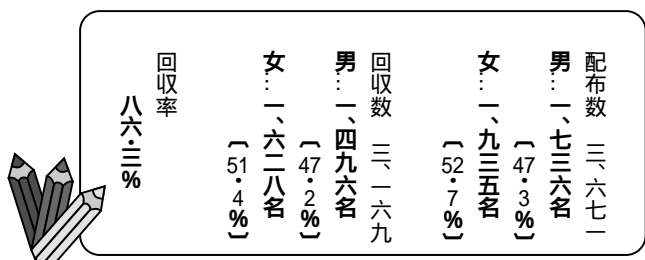 配布数　三、六七一
男…一、七三六名
〔47・3％〕
女…一、九三五名
〔52・7％〕
回収数　三、一六九
男…一、四九六名
〔47・2％〕
女…一、六二八名
〔51・4％〕
回収率
八六・三％